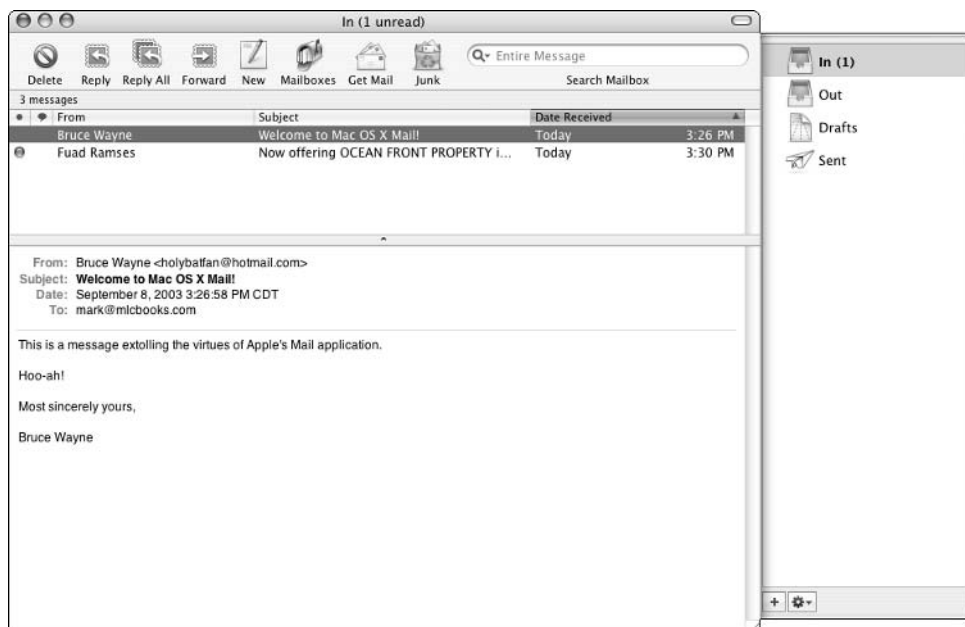 In (1 unread)
Delete Reply Reply All Forward New Mailboxes Get Mail Junk
Entire Message
Search Mailbox
3 messages
From Subject Date Received
Bruce Wayne Welcome to Mac OS X Mail! Today 3:26 PM
Fuad Ramses Now offering OCEAN FRONT PROPERTY i... Today 3:30 PM
From: Bruce Wayne <holybatfan@hotmail.com>
Subject: Welcome to Mac OS X Mail!
Date: September 8, 2003 3:26:58 PM CDT
To: mark@mlcbooks.com
This is a message extolling the virtues of Apple's Mail application.
Hoo-ah!
Most sincerely yours,
Bruce Wayne
In (1)
Out
Drafts
Sent